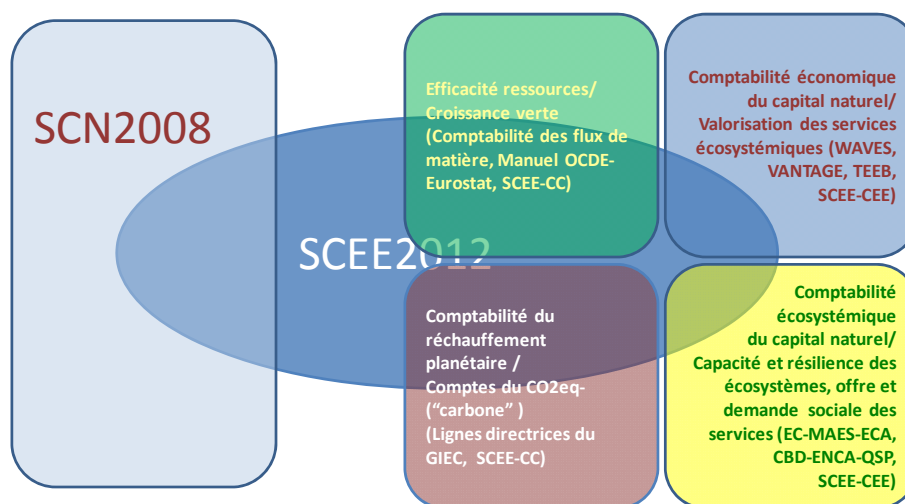 SCN2008
SCEE2012
Efficacité ressources/
Croissance verte
(Comptabilité des flux de
matière, Manuel OCDE-
Eurostat, SCEE-CC)
Comptabilité économique
du capital naturel/
Valorisation des services
écosystémiques (WAVES,
VANTAGE, TEEB,
SCEE-CEE)
Comptabilité du
réchauffement
planétaire /
Comptes du CO2eq-
(“carbone” )
(Lignes directrices du
GIEC, SCEE-CC)
Comptabilité
écosystémique
du capital naturel/
Capacité et résilience des
écosystèmes, offre et
demande sociale des
services (EC-MAES-ECA,
CBD-ENCA-QSP,
SCEE-CEE)